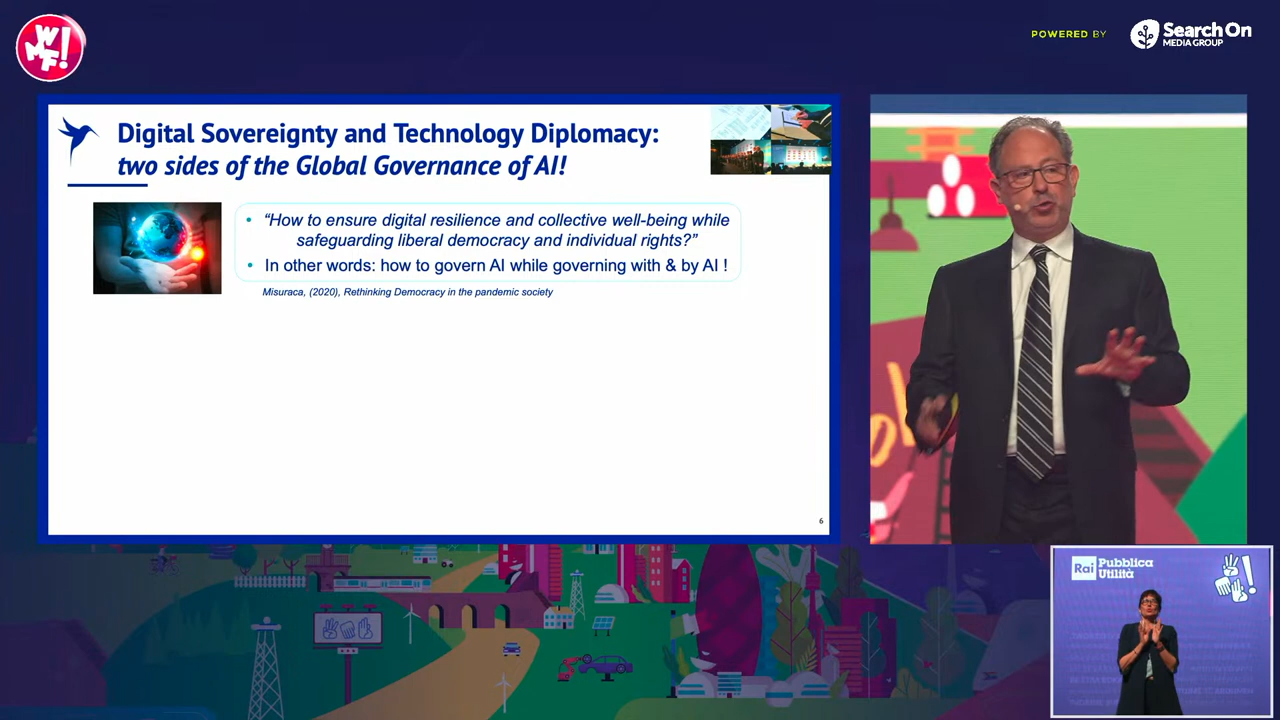 WMF!
POWERED BY
Search On
MEDIA GROUP
Digital Sovereignty and Technology Diplomacy:
two sides of the Global Governance of AI!
• “How to ensure digital resilience and collective well-being while
safeguarding liberal democracy and individual rights?”
• In other words: how to govern AI while governing with & by AI !
Misuraca, (2020), Rethinking Democracy in the pandemic society
6
Rai Pubblica
Utilità